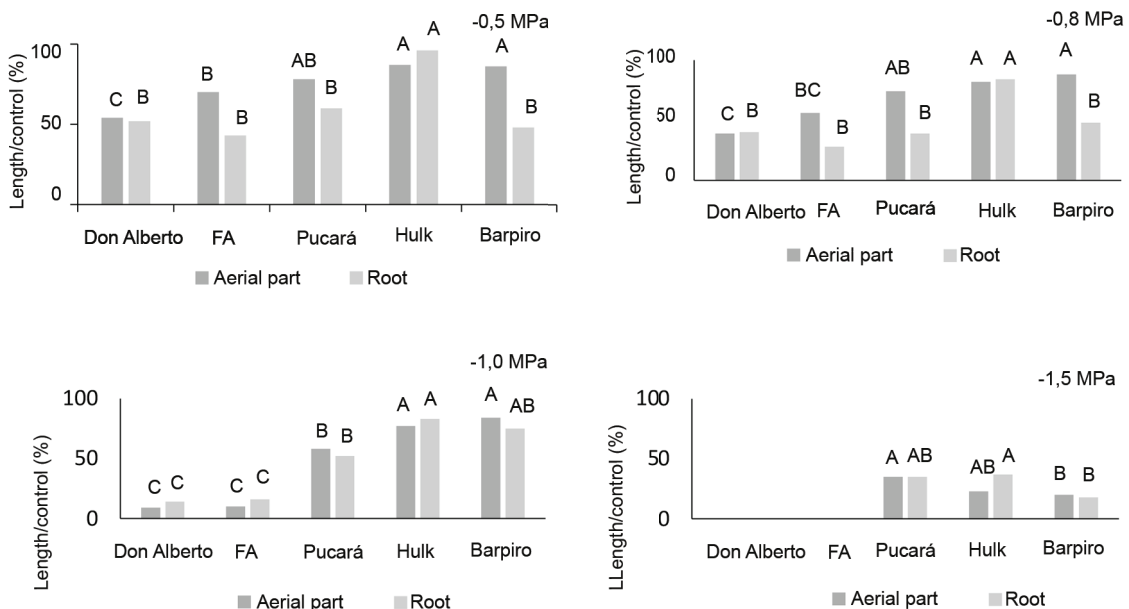 -0,5 MPa
Length/control (%)
100
50
0
C B B B AB B A A A B
Don Alberto FA Pucará Hulk Barpiro
Aerial part Root
-0,8 MPa
Length/control (%)
100
50
0
C B BC B AB B A A A B
Don Alberto FA Pucará Hulk Barpiro
Aerial part Root
-1,0 MPa
Length/control (%)
100
50
0
C C C C B B A A A AB
Don Alberto FA Pucará Hulk Barpiro
Aerial part Root
-1,5 MPa
LLength/control (%)
100
50
0
A AB AB A B B
Don Alberto FA Pucará Hulk Barpiro
Aerial part Root